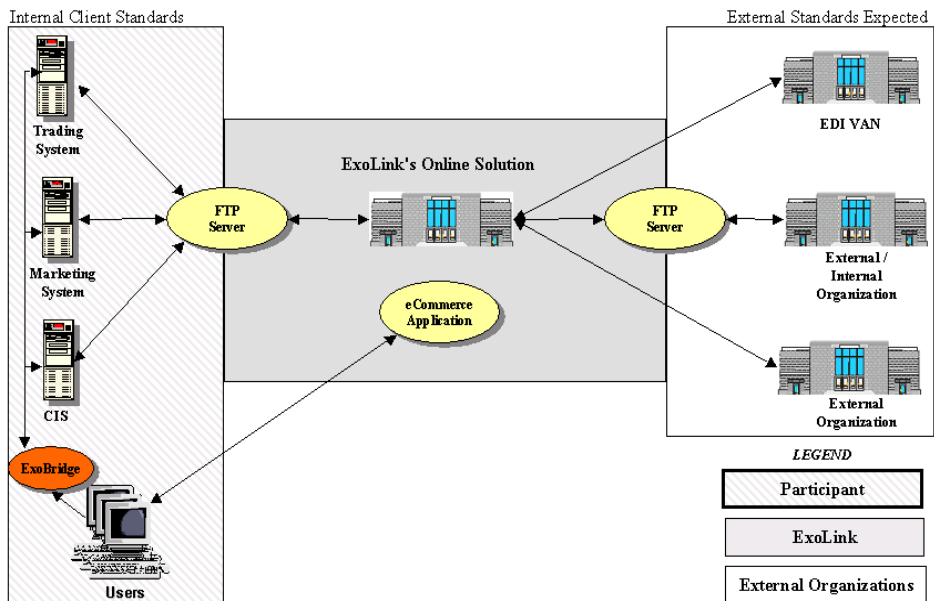 Internal Client Standards
External Standards Expected
Trading
System
EDI VAN
ExoLink's Online Solution
FTP
Server
FTP
Server
Marketing
System
External /
Internal
Organization
eCommerce
Application
CIS
External
Organization
ExoBridge
Users
LEGEND
Participant
ExoLink
External Organizations